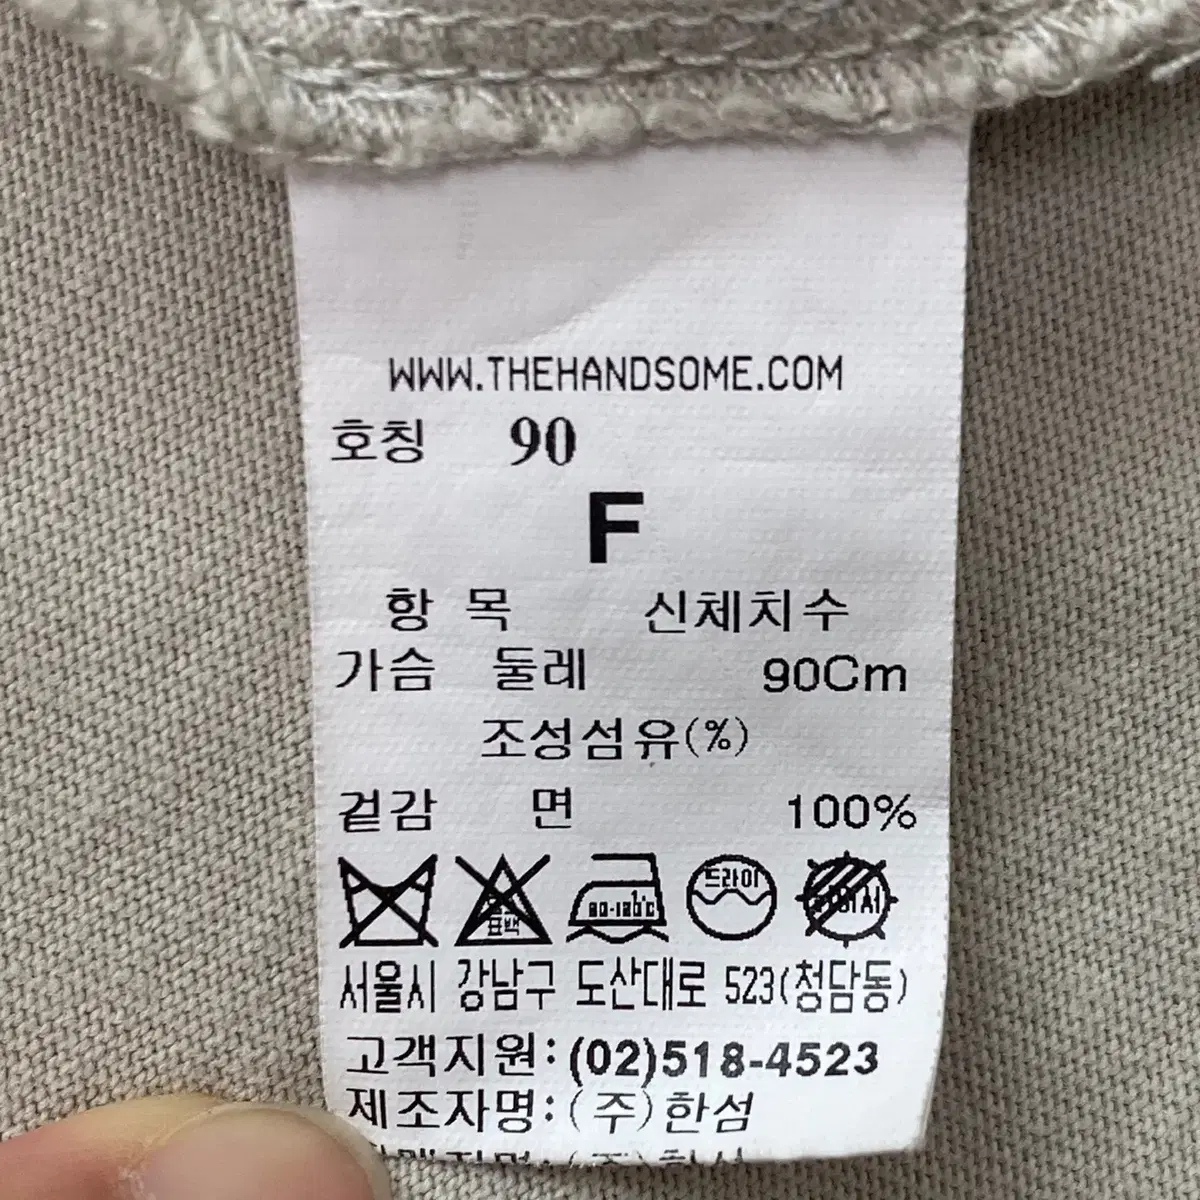 WWW.THEHANDSOME.COM
호칭 90
F
항 목 신체치수
가슴 둘레 90Cm
조성섬유(%)
겉감 면 100%
표백 80-120℃ 드라이
서울시 강남구 도산대로 523(청담동)
고객지원: (02)518-4523
제조자명: (주)한섬